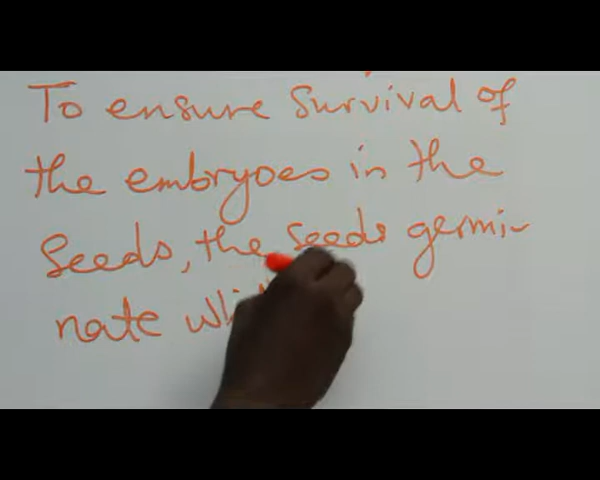 To ensure survival of
the embryoes in the
Seeds, the seeds germi-
nate